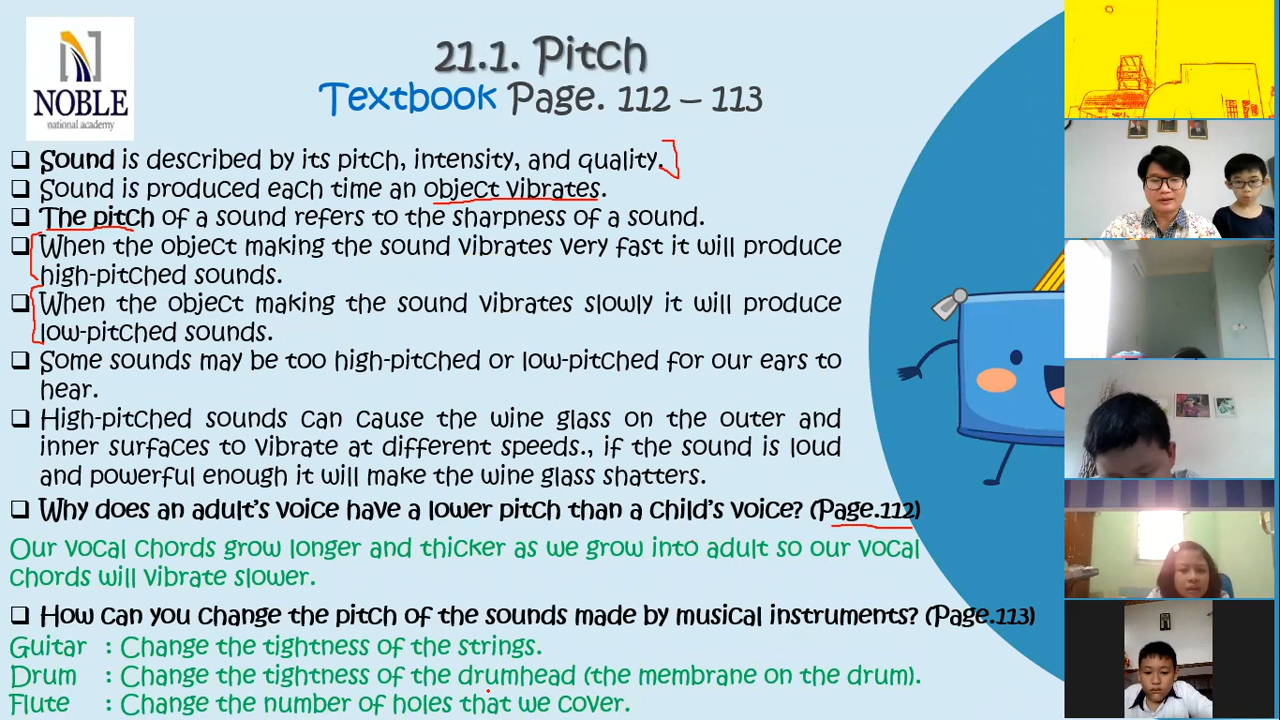 NOBLE
national academy
21.1. Pitch
Textbook Page. 112 – 113
Sound is described by its pitch, intensity, and quality.
Sound is produced each time an object vibrates.
The pitch of a sound refers to the sharpness of a sound.
When the object making the sound vibrates very fast it will produce
high-pitched sounds.
When the object making the sound vibrates slowly it will produce
low-pitched sounds.
Some sounds may be too high-pitched or low-pitched for our ears to
hear.
High-pitched sounds can cause the wine glass on the outer and
inner surfaces to vibrate at different speeds., if the sound is loud
and powerful enough it will make the wine glass shatters.
Why does an adult's voice have a lower pitch than a child's voice? (Page.112)
Our vocal chords grow longer and thicker as we grow into adult so our vocal
chords will vibrate slower.
How can you change the pitch of the sounds made by musical instruments? (Page.113)
Guitar : Change the tightness of the strings.
Drum : Change the tightness of the drumhead (the membrane on the drum).
Flute : Change the number of holes that we cover.